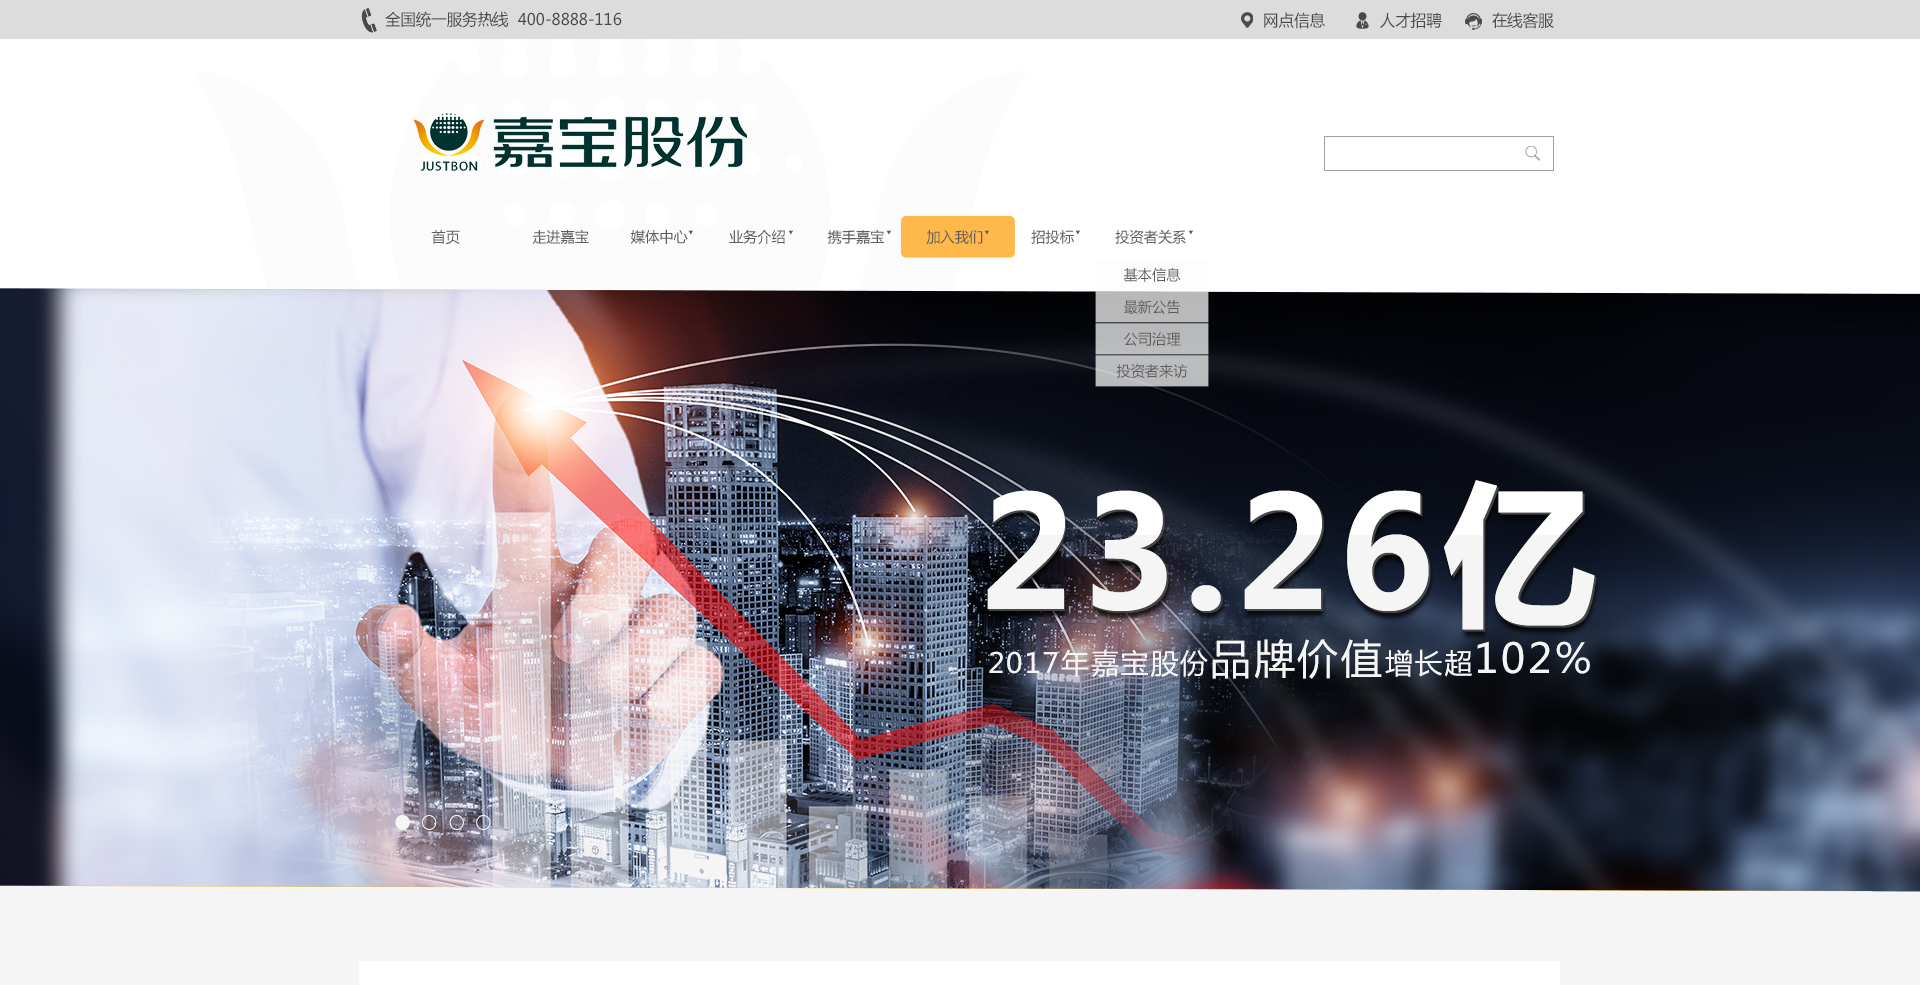 全国统一服务热线 400-8888-116
网点信息
人才招聘
在线客服
JUSTBON
嘉宝股份
首页
走进嘉宝
媒体中心
业务介绍
携手嘉宝
加入我们
招投标
投资者关系
基本信息
最新公告
公司治理
投资者来访
23.26亿
2017年嘉宝股份品牌价值增长超102%